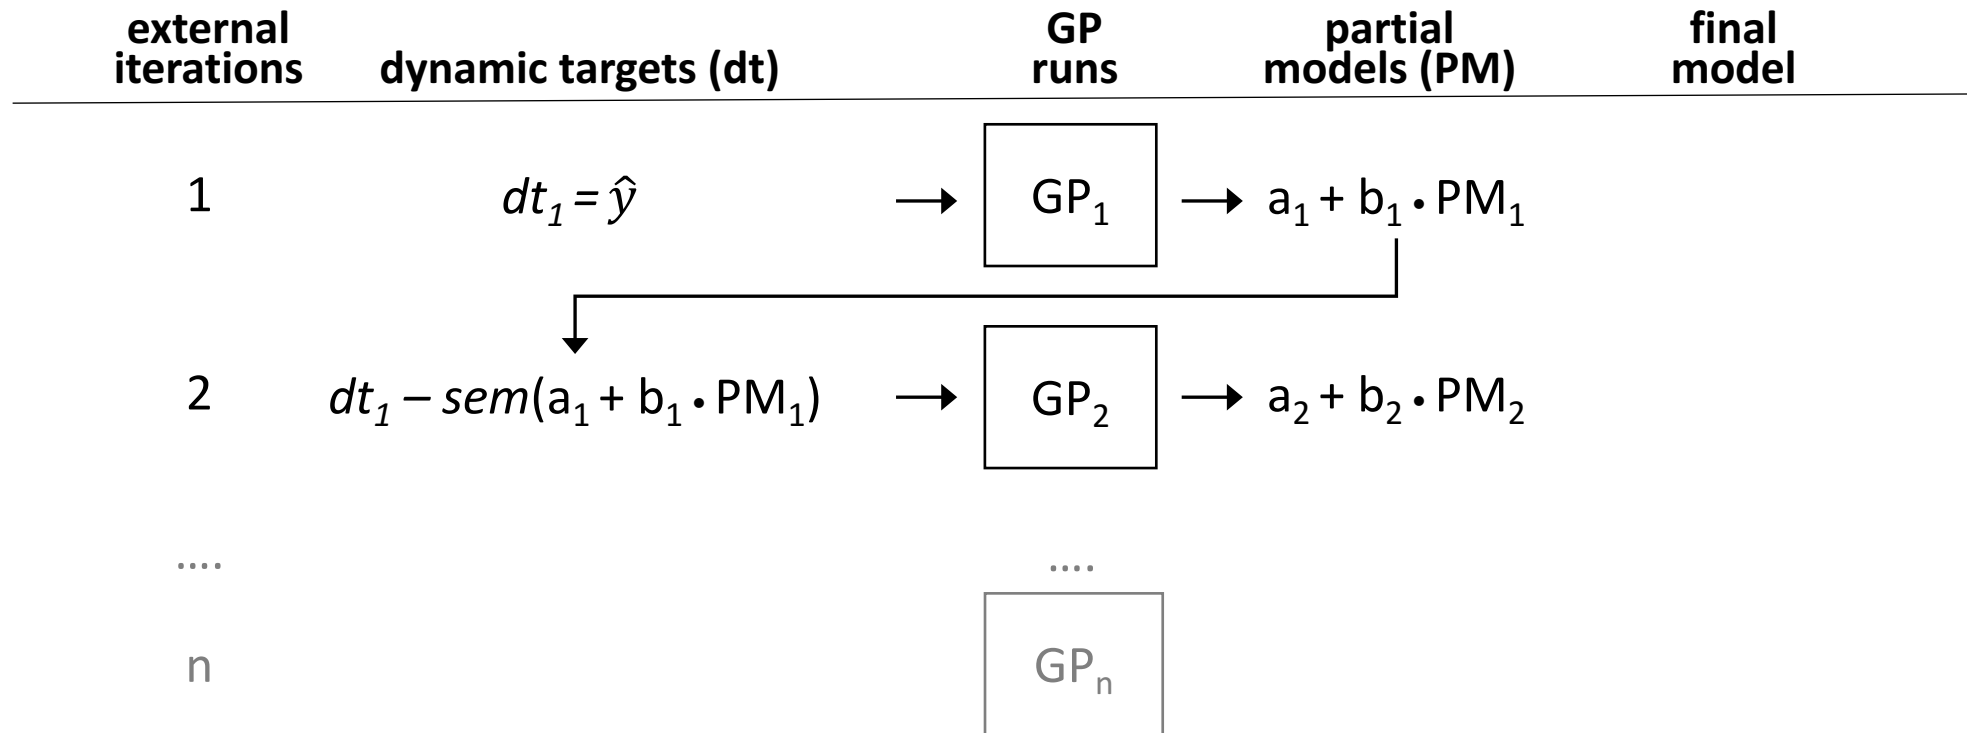 external iterations dynamic targets (dt) GP runs partial models (PM) final model
1 dt₁ = ŷ GP₁ a₁ + b₁ • PM₁
2 dt₁ – sem(a₁ + b₁ • PM₁) GP₂ a₂ + b₂ • PM₂
.... ....
n GPₙ